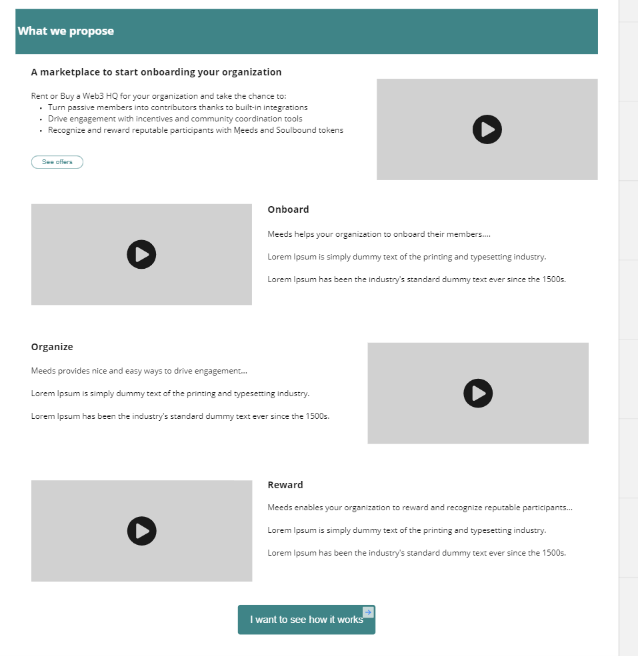 What we propose
A marketplace to start onboarding your organization
Rent or Buy a Web3 HQ for your organization and take the chance to:
• Turn passive members into contributors thanks to built-in integrations
• Drive engagement with incentives and community coordination tools
• Recognize and reward reputable participants with Meeds and Soulbound tokens
See offers
Onboard
Meeds helps your organization to onboard their members....
Lorem Ipsum is simply dummy text of the printing and typesetting industry.
Lorem Ipsum has been the industry's standard dummy text ever since the 1500s.
Organize
Meeds provides nice and easy ways to drive engagement...
Lorem Ipsum is simply dummy text of the printing and typesetting industry.
Lorem Ipsum has been the industry's standard dummy text ever since the 1500s.
Reward
Meeds enables your organization to reward and recognize reputable participants...
Lorem Ipsum is simply dummy text of the printing and typesetting industry.
Lorem Ipsum has been the industry's standard dummy text ever since the 1500s.
I want to see how it works